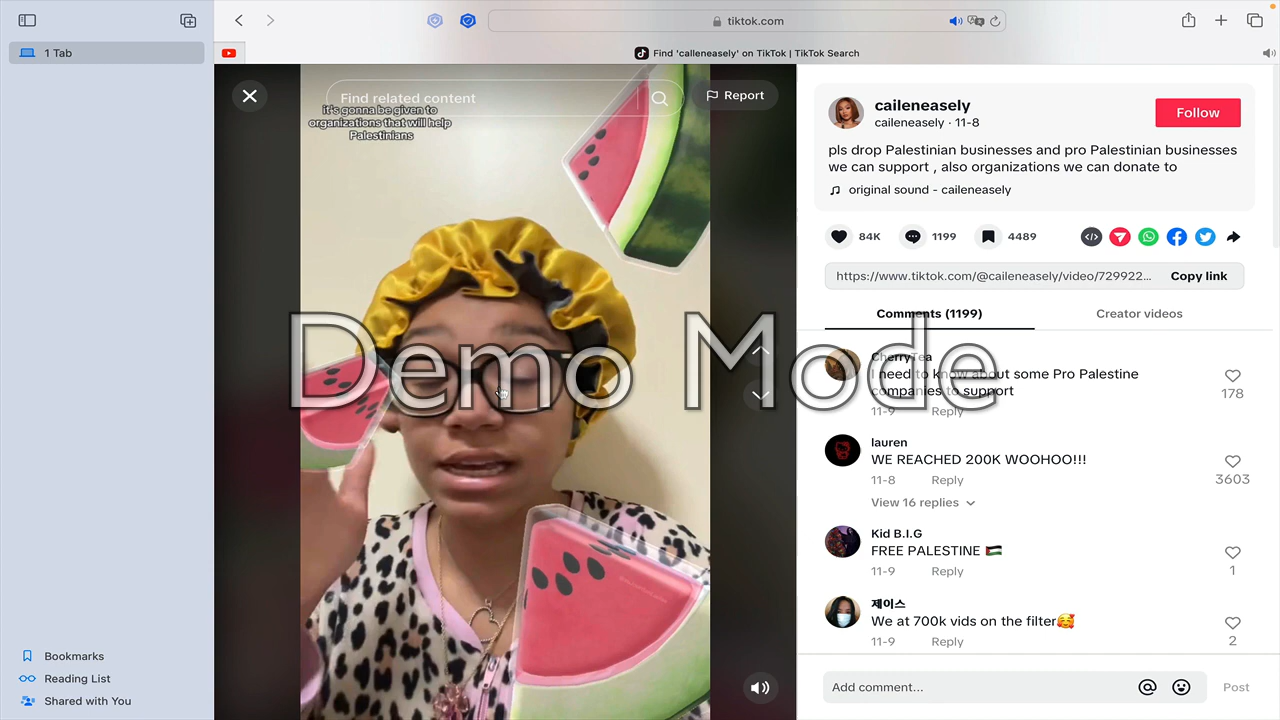 1 Tab
tiktok.com
Find 'calleneasely' on TikTok | TikTok Search
Find related content
Report
it's gonna be given to
organizations that will help
Palestinians
caileneasely
caileneasely · 11-8
Follow
pls drop Palestinian businesses and pro Palestinian businesses
we can support , also organizations we can donate to
original sound - caileneasely
84K
1199
4489
https://www.tiktok.com/@caileneasely/video/729922...
Copy link
Comments (1199)
Creator videos
CherryTea
I need to know about some Pro Palestine
companies to support
11-9 Reply
178
lauren
WE REACHED 200K WOOHOO!!!
11-8 Reply
3603
View 16 replies
Kid B.I.G
FREE PALESTINE 🇵🇸
11-9 Reply
1
제이스
We at 700k vids on the filter🥰
11-9 Reply
2
Add comment...
Post
Bookmarks
Reading List
Shared with You
Demo Mode